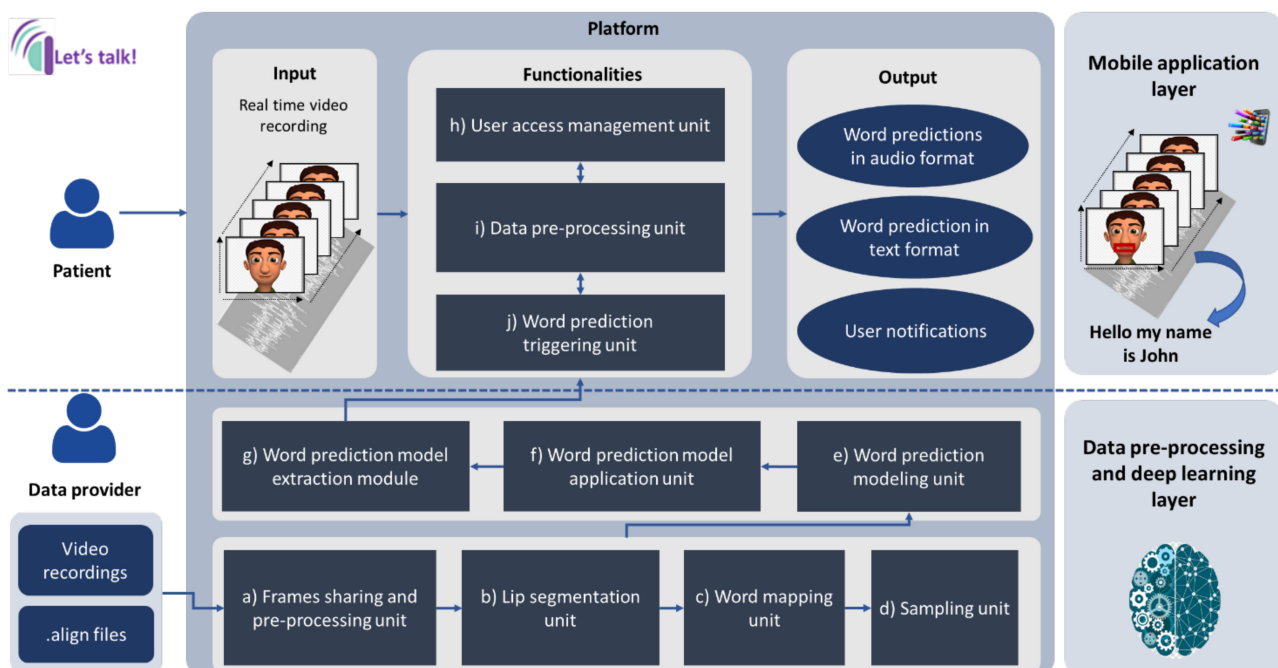 Let's talk!
Platform
Input
Real time video
recording
Functionalities
h) User access management unit
i) Data pre-processing unit
j) Word prediction
triggering unit
Output
Word predictions
in audio format
Word prediction in
text format
User notifications
Mobile application
layer
Hello my name
is John
Patient
Data provider
Video
recordings
.align files
g) Word prediction model
extraction module
f) Word prediction model
application unit
e) Word prediction
modeling unit
a) Frames sharing and
pre-processing unit
b) Lip segmentation
unit
c) Word mapping
unit
d) Sampling unit
Data pre-processing
and deep learning
layer